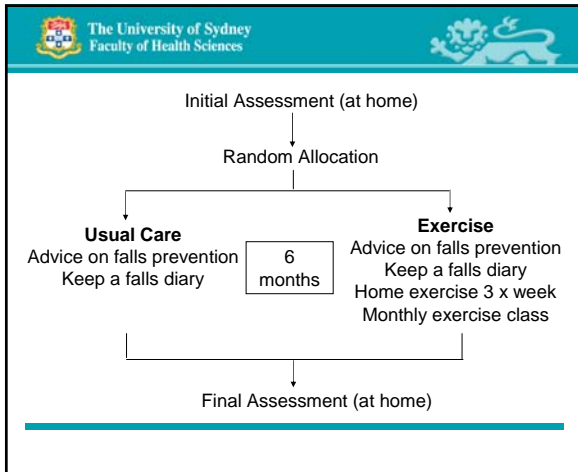 The University of Sydney
Faculty of Health Sciences
Initial Assessment (at home)
Random Allocation
Usual Care
Advice on falls prevention
Keep a falls diary
6
months
Exercise
Advice on falls prevention
Keep a falls diary
Home exercise 3 x week
Monthly exercise class
Final Assessment (at home)